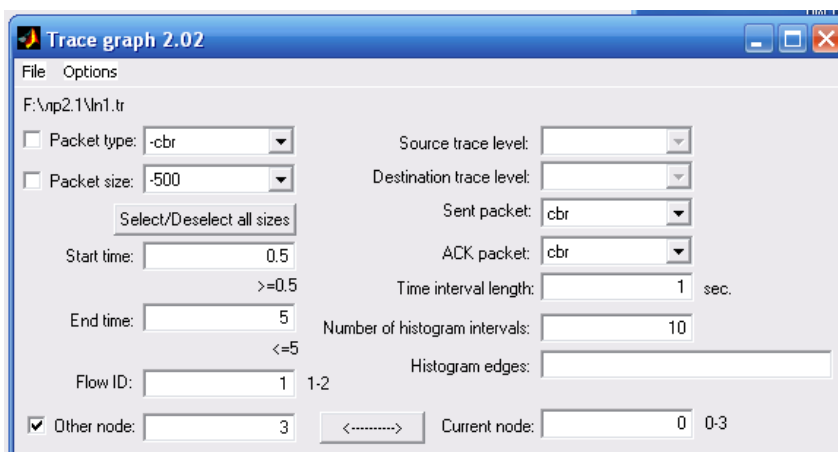 Trace graph 2.02
File Options
F:\лр2.1\ln1.tr
Packet type: -cbr
Source trace level:
Packet size: -500
Destination trace level:
Select/Deselect all sizes
Sent packet: cbr
Start time: 0.5
ACK packet: cbr
>=0.5
Time interval length: 1 sec.
End time: 5
Number of histogram intervals: 10
<=5
Histogram edges:
Flow ID: 1 1-2
Other node: 3 <---------->  Current node: 0 0-3